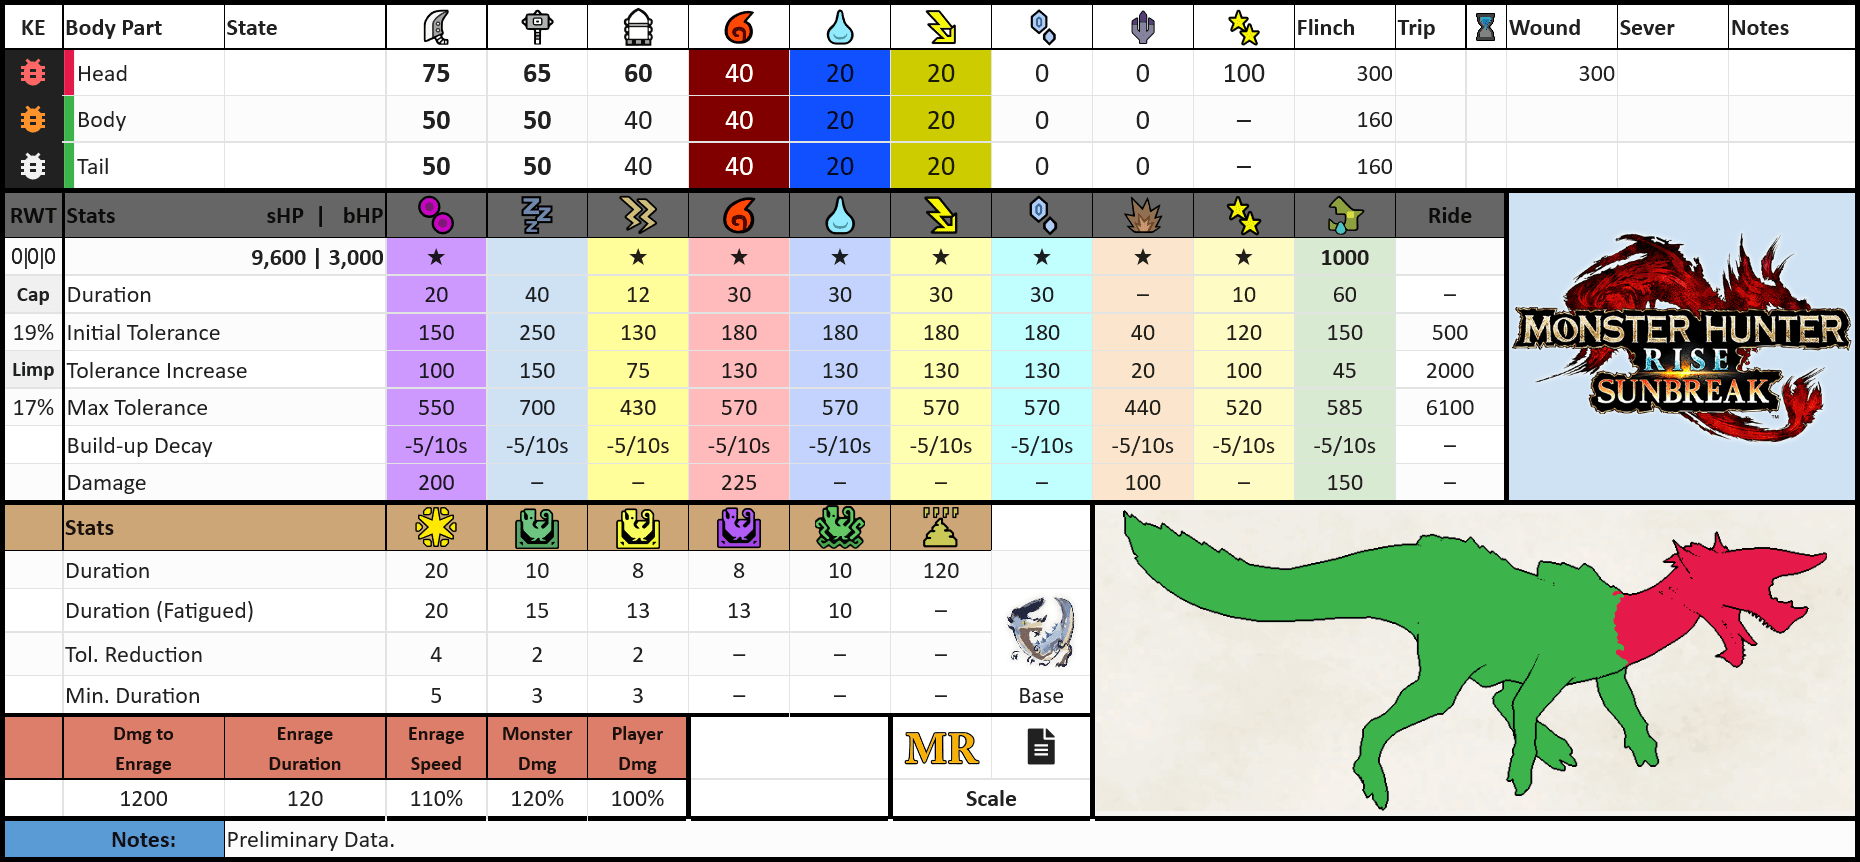 KE Body Part State Flinch Trip Wound Sever Notes
Head 75 65 60 40 20 20 0 0 100 300 300
Body 50 50 40 40 20 20 0 0 – 160
Tail 50 50 40 40 20 20 0 0 – 160
RWT Stats sHP | bHP Ride
0|0|0 9,600 | 3,000 ★ ★ ★ ★ ★ ★ ★ ★ 1000
Cap Duration 20 40 12 30 30 30 30 – 10 60 –
19% Initial Tolerance 150 250 130 180 180 180 180 40 120 150 500
Limp Tolerance Increase 100 150 75 130 130 130 130 20 100 45 2000
17% Max Tolerance 550 700 430 570 570 570 570 440 520 585 6100
Build-up Decay -5/10s -5/10s -5/10s -5/10s -5/10s -5/10s -5/10s -5/10s -5/10s -5/10s –
Damage 200 – – 225 – – – 100 – 150 –
MONSTER HUNTER
RISE
SUNBREAK™
Stats
Duration 20 10 8 8 10 120
Duration (Fatigued) 20 15 13 13 10 –
Tol. Reduction 4 2 2 – – –
Min. Duration 5 3 3 – – – Base
Dmg to Enrage Enrage Monster Player
Enrage Duration Speed Dmg Dmg
MR
1200 120 110% 120% 100% Scale
Notes: Preliminary Data.